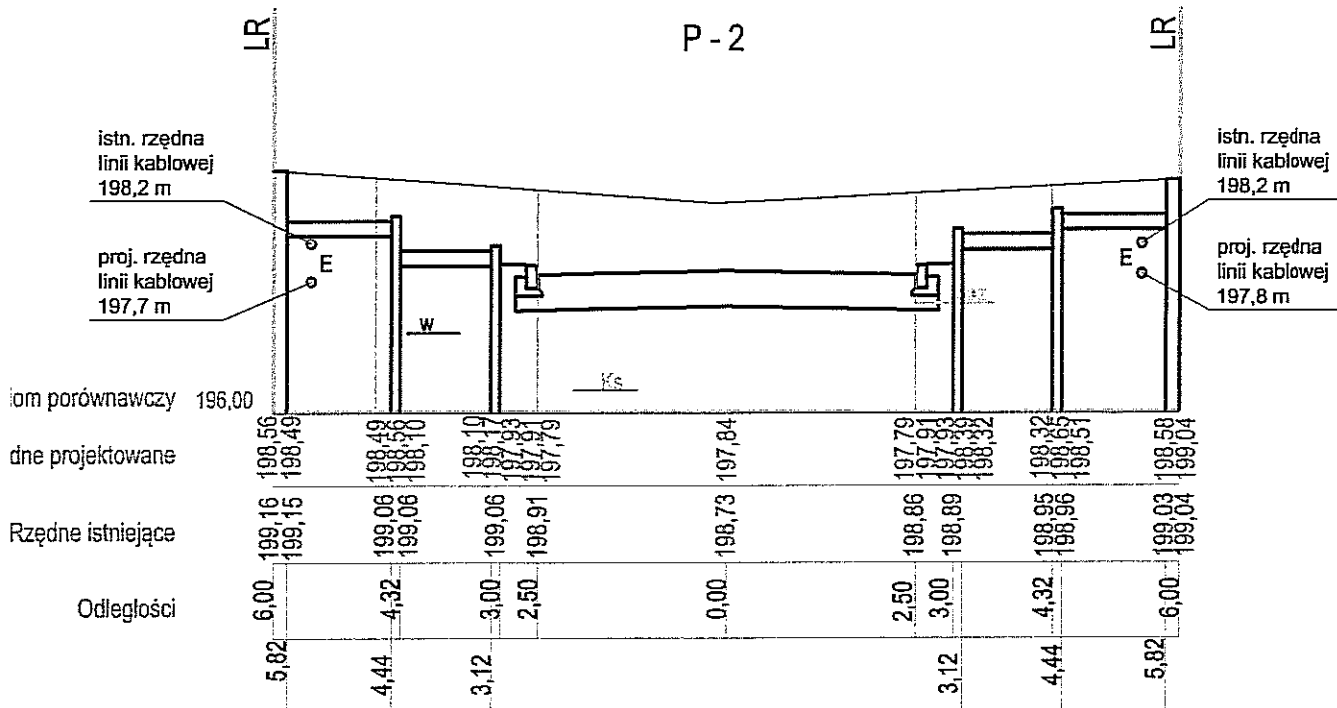 LR
P - 2
LR
istn. rzędna
linii kablowej
198,2 m
proj. rzędna
linii kablowej
197,7 m
istn. rzędna
linii kablowej
198,2 m
proj. rzędna
linii kablowej
197,8 m
E
E
W
Ks
iom porównawczy 196,00
dne projektowane
198,56 198,49 198,49 198,56 198,10 198,10 198,17 197,93 197,91 197,79 197,84 197,79 197,91 197,93 198,39 198,32 198,32 198,65 198,51 198,58 199,04
Rzędne istniejące
199,16 199,15 199,06 199,06 199,06 198,91 198,73 198,86 198,89 198,95 198,96 199,03 199,04
Odległości
6,00 4,32 3,00 2,50 0,00 2,50 3,00 4,32 6,00
5,82 4,44 3,12 3,12 4,44 5,82